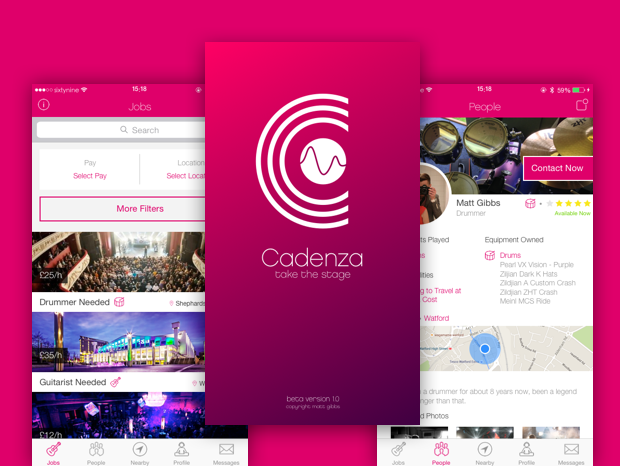 sixtynine
15:18
Jobs
Search
Pay
Select Pay
Location
Select Locat
More Filters
£25/h
Drummer Needed
Shephards
£35/h
Guitarist Needed
W
£12/h
Jobs
People
Nearby
Profile
Messages
Cadenza
take the stage
beta version 1.0
copyright matt gibbs
15:18
59%
People
Contact Now
Matt Gibbs
Drummer
Available Now
ts Played
Equipment Owned
Drums
Pearl VX Vision - Purple
Ziljian Dark K Hats
Zildjian A Custom Crash
Zildjian ZHT Crash
Meinl MCS Ride
ms
lities
ng to Travel at
Cost
- Watford
a drummer for about 8 years now, been a legend
nger than that.
d Photos
Jobs
People
Nearby
Profile
Messages